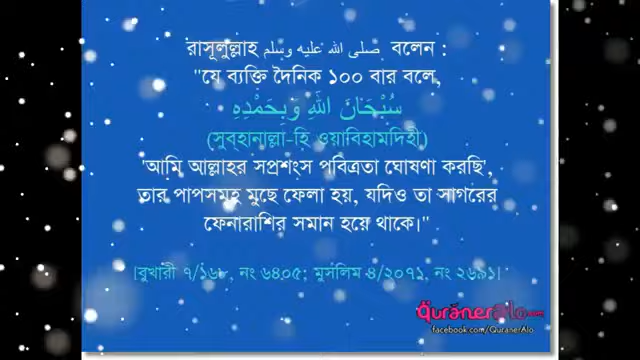 রাসূলুল্লাহ صلى الله عليه وسلم বলেন :
"যে ব্যক্তি দৈনিক ১০০ বার বলে,
سُبْحَانَ اللهِ وَبِحَمْدِهِ
(সুবহানাল্লা-হি ওয়াবিহামদিহী)
'আমি আল্লাহর সপ্রশংস পবিত্রতা ঘোষণা করছি',
তার পাপসমূহ মুছে ফেলা হয়, যদিও তা সাগরের
ফেনারাশির সমান হয়ে থাকে।"
[বুখারী ৭/১৬৮, নং ৬৪০৫; মুসলিম ৪/২০৭১, নং ২৬৯১]
QuranerAlo.com
facebook.com/QuranerAlo